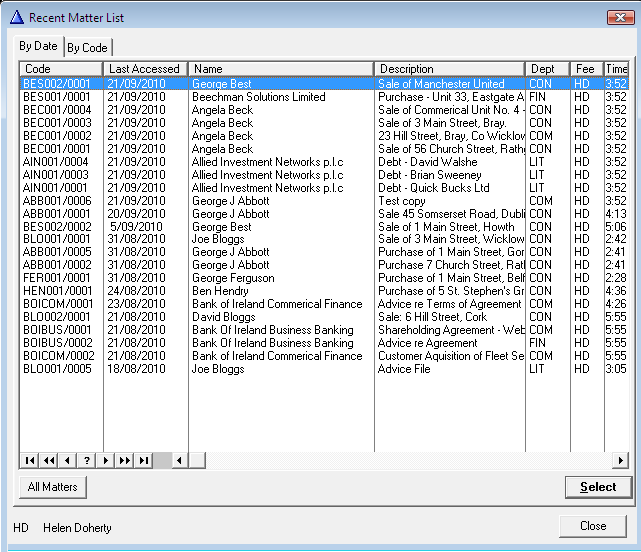 Recent Matter List
By Date By Code
Code Last Accessed Name Description Dept Fee Time
BES002/0001 21/09/2010 George Best Sale of Manchester United CON HD 3:52
BES001/0001 21/09/2010 Beechman Solutions Limited Purchase - Unit 33, Eastgate A FIN HD 3:52
BEC001/0004 21/09/2010 Angela Beck Sale of Commerical Unit No. 4 - CON HD 3:52
BEC001/0003 21/09/2010 Angela Beck Sale of 3 Main Street, Bray. CON HD 3:52
BEC001/0002 21/09/2010 Angela Beck 23 Hill Street, Bray, Co Wicklow COM HD 3:52
BEC001/0001 21/09/2010 Angela Beck Sale of 56 Church Street, Rathg CON HD 3:52
AIN001/0004 21/09/2010 Allied Investment Networks p.l.c Debt - David Walshe LIT HD 3:52
AIN001/0003 21/09/2010 Allied Investment Networks p.l.c Debt - Brian Sweeney LIT HD 3:52
AIN001/0001 21/09/2010 Allied Investment Networks p.l.c Debt - Quick Bucks Ltd LIT HD 3:52
ABB001/0006 21/09/2010 George J Abbott Test copy COM HD 3:52
ABB001/0001 20/09/2010 George J Abbott Sale 45 Somserset Road, Dubli CON HD 4:13
BES002/0002 5/09/2010 George Best Sale of 1 Main Street, Howth CON HD 5:06
BLO001/0001 31/08/2010 Joe Bloggs Sale of 3 Main Street, Wicklow CON HD 2:42
ABB001/0005 31/08/2010 George J Abbott Purchase of 1 Main Street, Gor CON HD 2:41
ABB001/0002 31/08/2010 George J Abbott Purchase 7 Church Street, Rat CON HD 2:41
FER001/0001 31/08/2010 George Ferguson Purchase of 1 Main Street, Belf CON HD 2:28
HEN001/0001 24/08/2010 Ben Hendry Purchase of 5 St. Stephen's Gr CON HD 4:36
BOICOM/0001 23/08/2010 Bank of Ireland Commerical Finance Advice re Terms of Agreement COM HD 4:26
BLO002/0001 21/08/2010 David Bloggs Sale: 6 Hill Street, Cork CON HD 5:55
BOIBUS/0001 21/08/2010 Bank Of Ireland Business Banking Shareholding Agreement - Web COM HD 5:55
BOIBUS/0002 21/08/2010 Bank Of Ireland Business Banking Advice re Agreement FIN HD 5:55
BOICOM/0002 21/08/2010 Bank of Ireland Commerical Finance Customer Aquisition of Fleet Se COM HD 5:55
BLO001/0005 18/08/2010 Joe Bloggs Advice File LIT HD 3:05
?
All Matters Select
HD Helen Doherty Close